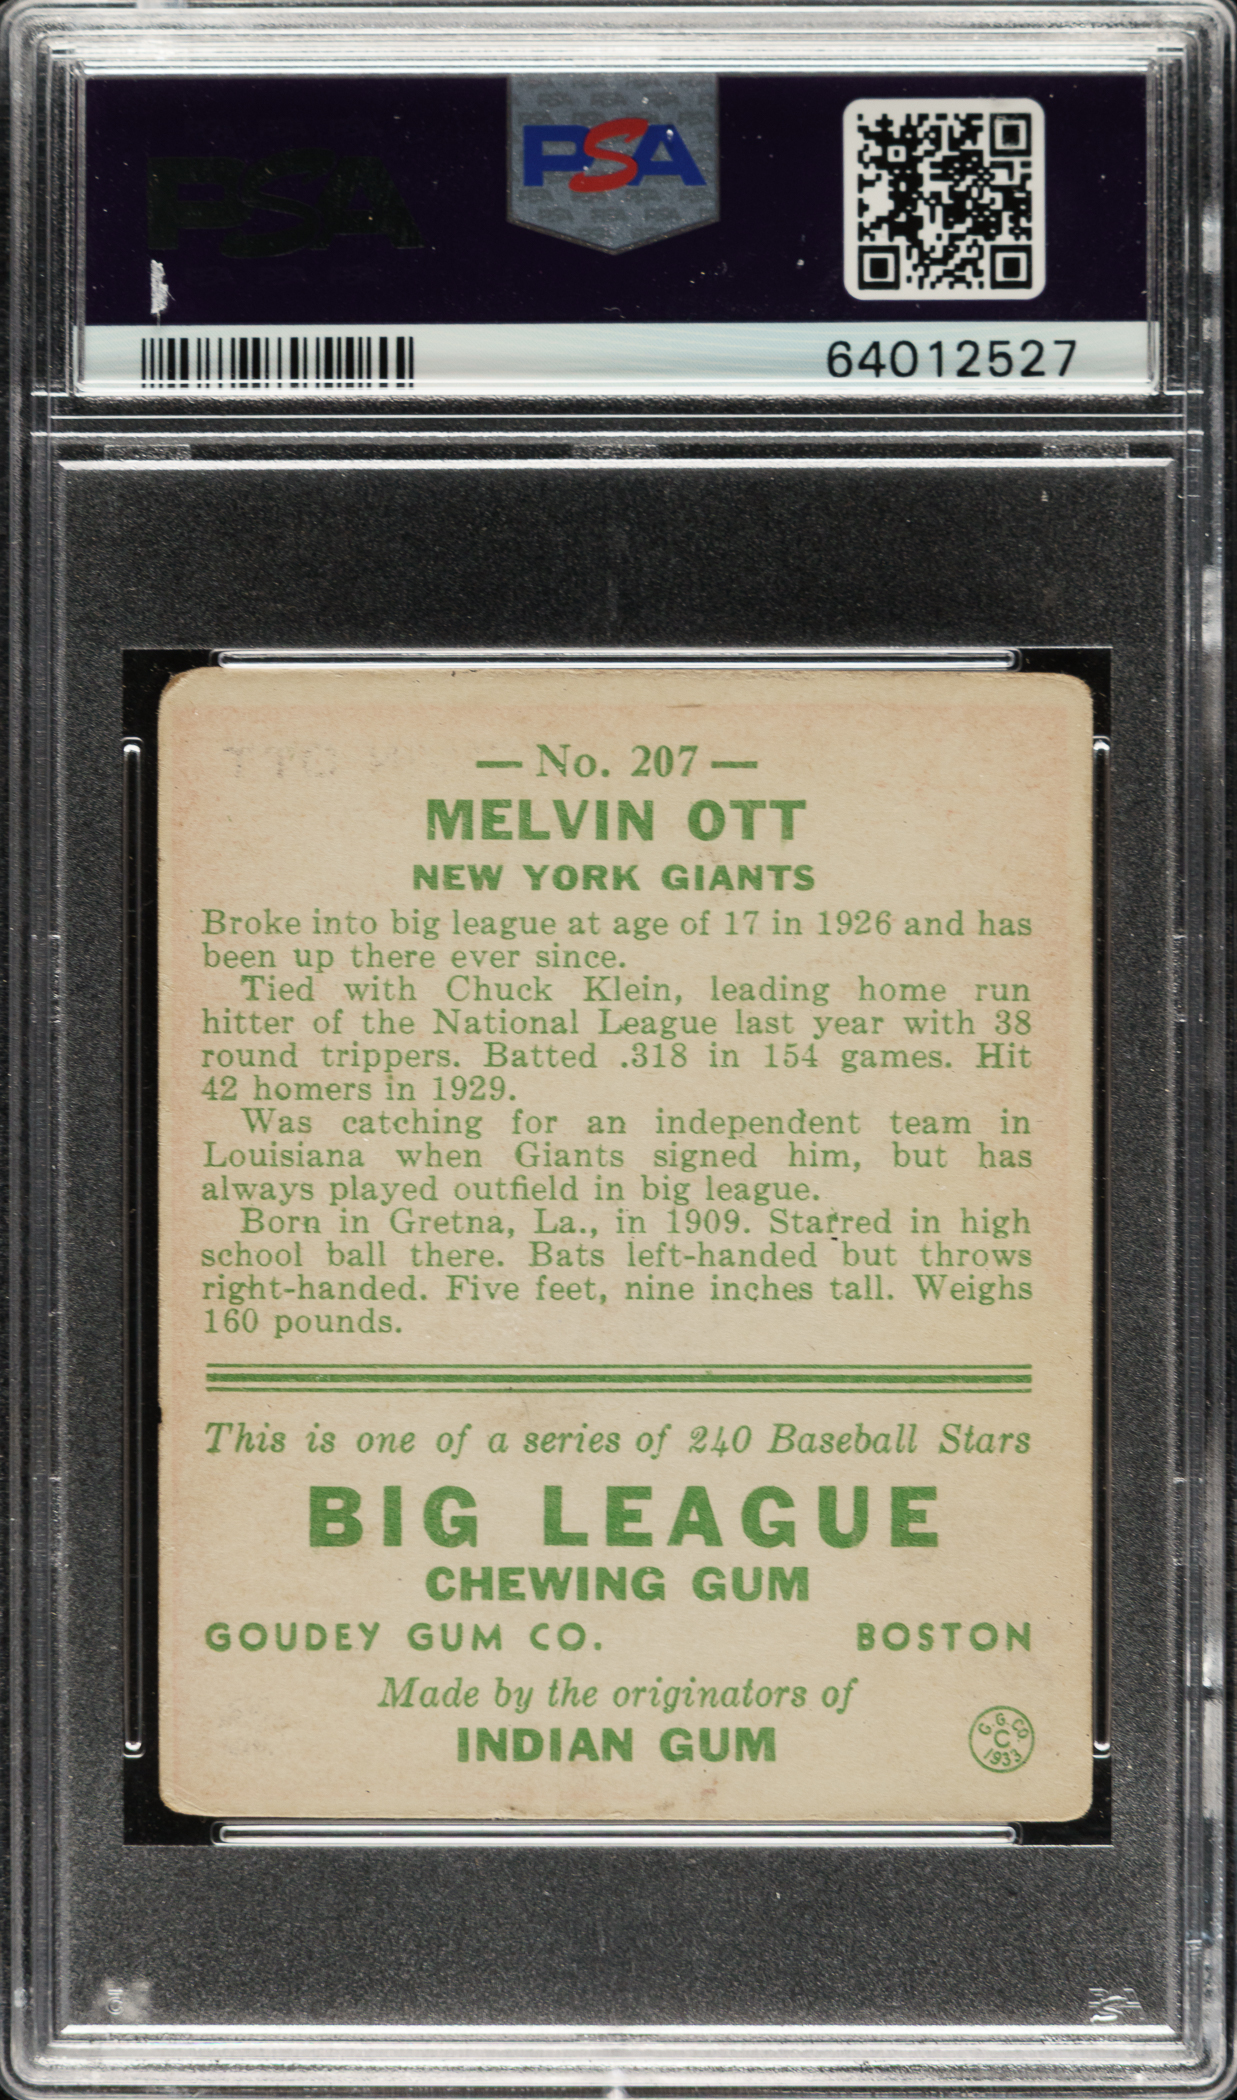 PSA
PSA
64012527
— No. 207 —
MELVIN OTT
NEW YORK GIANTS
Broke into big league at age of 17 in 1926 and has
been up there ever since.
Tied with Chuck Klein, leading home run
hitter of the National League last year with 38
round trippers. Batted .318 in 154 games. Hit
42 homers in 1929.
Was catching for an independent team in
Louisiana when Giants signed him, but has
always played outfield in big league.
Born in Gretna, La., in 1909. Starred in high
school ball there. Bats left-handed but throws
right-handed. Five feet, nine inches tall. Weighs
160 pounds.
This is one of a series of 240 Baseball Stars
BIG LEAGUE
CHEWING GUM
GOUDEY GUM CO. BOSTON
Made by the originators of
INDIAN GUM
G. G. CO.
C
1933
PSA